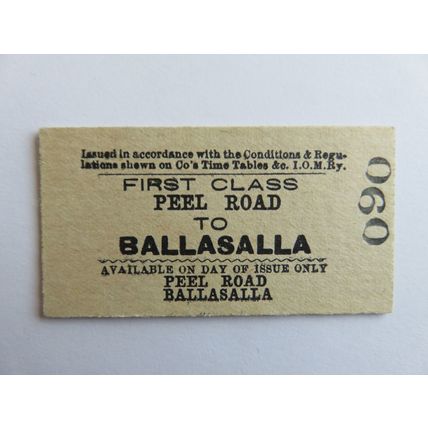 Issued in accordance with the Conditions & Regu-
lations shewn on Co's Time Tables &c. I.O.M.Ry.
FIRST CLASS
PEEL ROAD
TO
BALLASALLA
AVAILABLE ON DAY OF ISSUE ONLY
PEEL ROAD
BALLASALLA
090